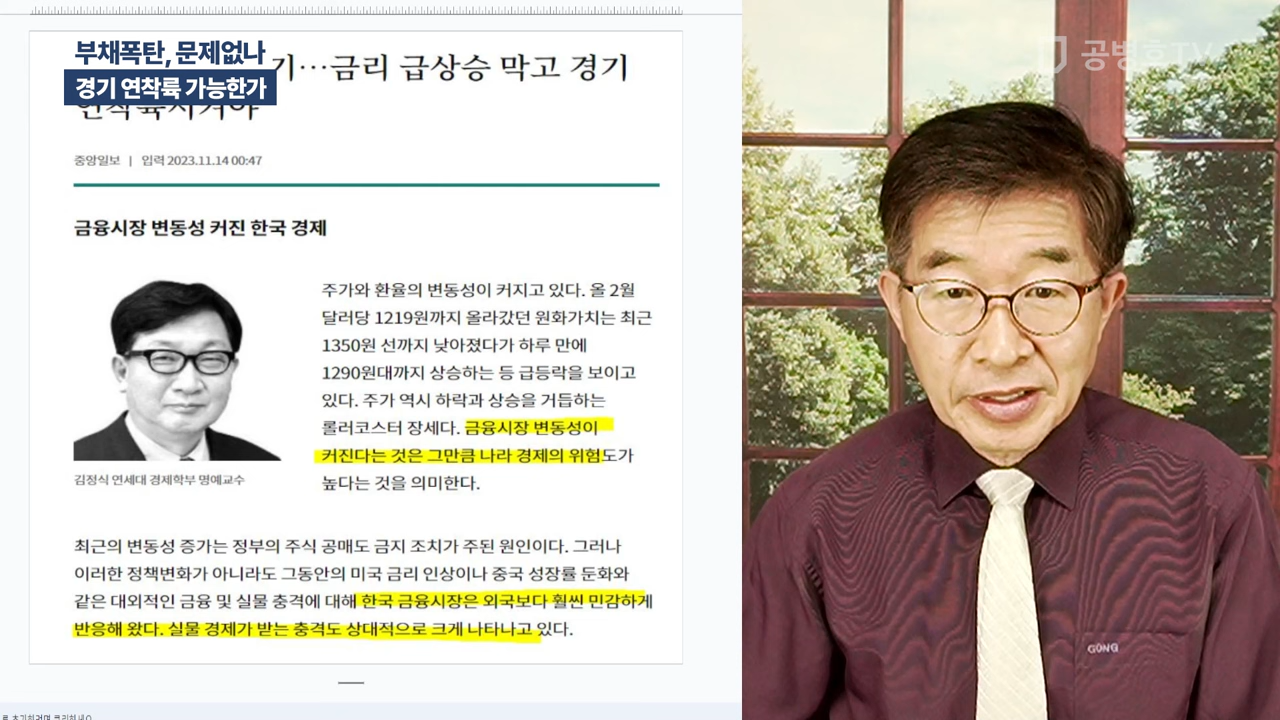 부채폭탄, 문제없나
경기 연착륙 가능한가
기…금리 급상승 막고 경기
연착륙시켜야
중앙일보 | 입력 2023.11.14 00:47
금융시장 변동성 커진 한국 경제
주가와 환율의 변동성이 커지고 있다. 올 2월
달러당 1219원까지 올라갔던 원화가치는 최근
1350원 선까지 낮아졌다가 하루 만에
1290원대까지 상승하는 등 급등락을 보이고
있다. 주가 역시 하락과 상승을 거듭하는
롤러코스터 장세다. 금융시장 변동성이
커진다는 것은 그만큼 나라 경제의 위험도가
높다는 것을 의미한다.
김정식 연세대 경제학부 명예교수
최근의 변동성 증가는 정부의 주식 공매도 금지 조치가 주된 원인이다. 그러나
이러한 정책변화가 아니라도 그동안의 미국 금리 인상이나 중국 성장률 둔화와
같은 대외적인 금융 및 실물 충격에 대해 한국 금융시장은 외국보다 훨씬 민감하게
반응해 왔다. 실물 경제가 받는 충격도 상대적으로 크게 나타나고 있다.
공병호TV
GONG